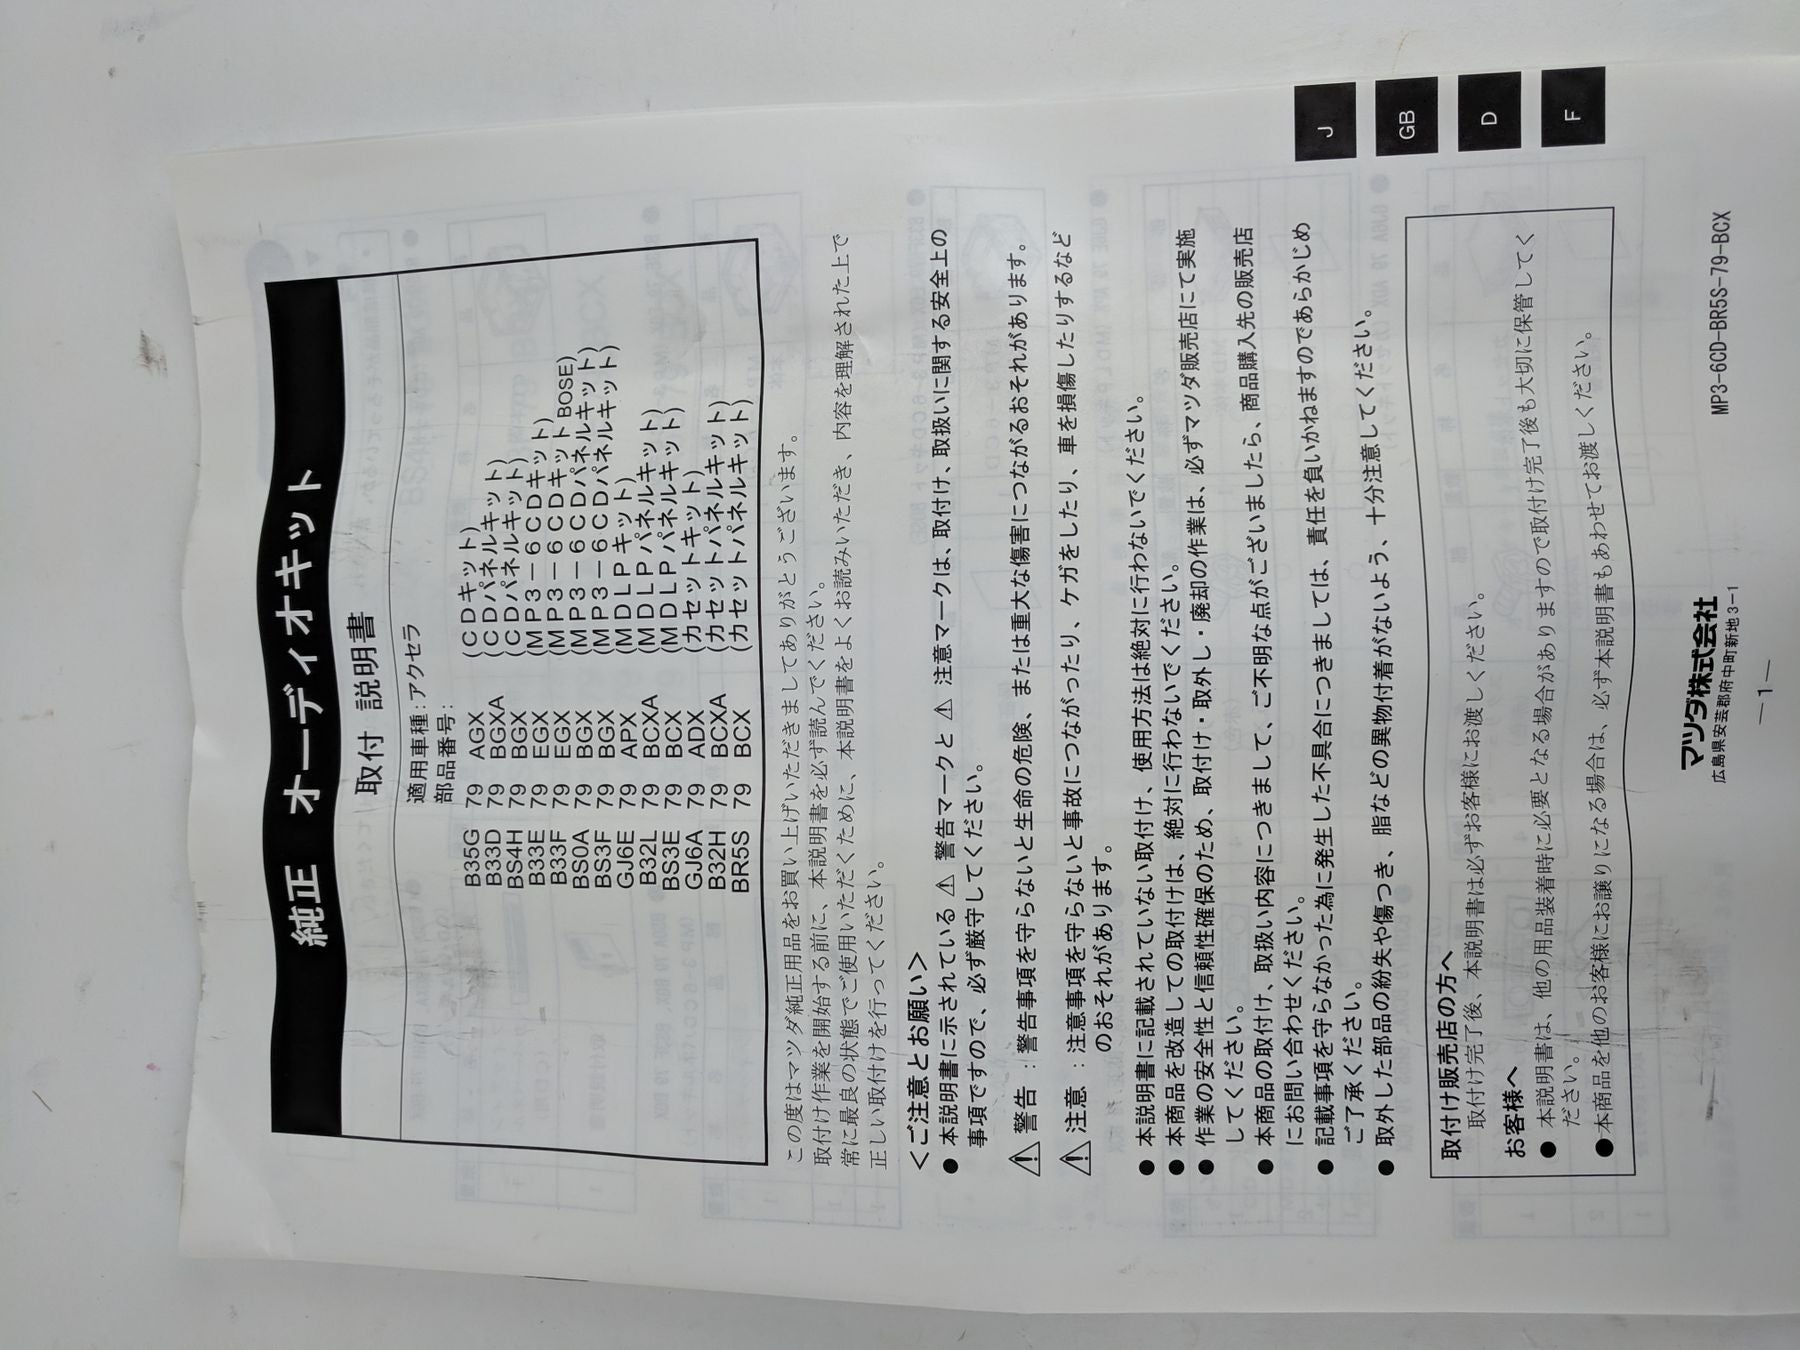 純正 オーディオキット
取付 説明書
適用車種:アクセラ
部品番号:
B35G 79 AGX (CDキット)
B33D 79 BGXA (CDパネルキット)
BS4H 79 BGX (CDパネルキット)
B33E 79 EGX (MP3-6CDキット)
B33F 79 EGX (MP3-6CDキットBOSE)
BS0A 79 BGX (MP3-6CDパネルキット)
BS3F 79 BGX (MP3-6CDパネルキット)
GJ6E 79 APX (MDLPキット)
B32L 79 BCXA (MDLPパネルキット)
BS3E 79 BCX (MDLPパネルキット)
GJ6A 79 ADX (カセットキット)
B32H 79 BCXA (カセットパネルキット)
BR5S 79 BCX (カセットパネルキット)
この度はマツダ純正用品をお買い上げいただきましてありがとうございます。
取付け作業を開始する前に、本説明書を必ず読んでください。
常に最良の状態でご使用いただくために、本説明書をよくお読みいただき、内容を理解された上で
正しい取付けを行ってください。
<ご注意とお願い>
● 本説明書に示されている ⚠ 警告マークと ⚠ 注意マークは、取付け、取扱いに関する安全上の
事項ですので、必ず厳守してください。
⚠ 警告 : 警告事項を守らないと生命の危険、または重大な傷害につながるおそれがあります。
⚠ 注意 : 注意事項を守らないと事故につながったり、ケガをしたり、車を損傷したりするなど
のおそれがあります。
● 本説明書に記載されていない取付け、使用方法は絶対に行わないでください。
● 本商品を改造しての取付けは、絶対に行わないでください。
● 作業の安全性と信頼性確保のため、取付け・取外し・廃却の作業は、必ずマツダ販売店にて実施
してください。
● 本商品の取付け、取扱い内容につきまして、ご不明な点がございましたら、商品購入先の販売店
にお問い合わせください。
● 記載事項を守らなかった為に発生した不具合につきましては、責任を負いかねますのであらかじめ
ご了承ください。
● 取外した部品の紛失や傷つき、脂などの異物付着がないよう、十分注意してください。
取付け販売店の方へ
取付け完了後、本説明書は必ずお客様にお渡しください。
お客様へ
● 本説明書は、他の用品装着時に必要となる場合がありますので取付け完了後も大切に保管してく
ださい。
● 本商品を他のお客様にお譲りになる場合は、必ず本説明書もあわせてお渡しください。
J
GB
D
F
マツダ株式会社
広島県安芸郡府中町新地3-1
MP3-6CD-BR5S-79-BCX
—1—